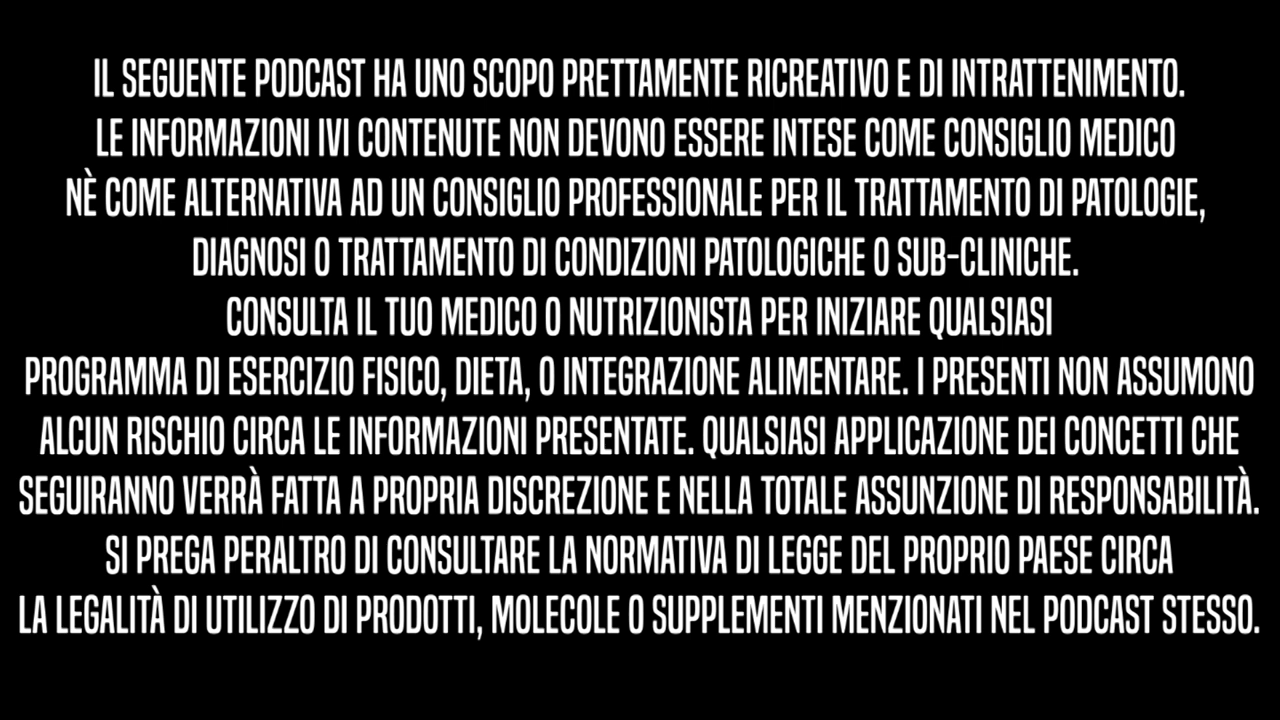 IL SEGUENTE PODCAST HA UNO SCOPO PRETTAMENTE RICREATIVO E DI INTRATTENIMENTO.
LE INFORMAZIONI IVI CONTENUTE NON DEVONO ESSERE INTESE COME CONSIGLIO MEDICO
NÈ COME ALTERNATIVA AD UN CONSIGLIO PROFESSIONALE PER IL TRATTAMENTO DI PATOLOGIE,
DIAGNOSI O TRATTAMENTO DI CONDIZIONI PATOLOGICHE O SUB-CLINICHE.
CONSULTA IL TUO MEDICO O NUTRIZIONISTA PER INIZIARE QUALSIASI
PROGRAMMA DI ESERCIZIO FISICO, DIETA, O INTEGRAZIONE ALIMENTARE. I PRESENTI NON ASSUMONO
ALCUN RISCHIO CIRCA LE INFORMAZIONI PRESENTATE. QUALSIASI APPLICAZIONE DEI CONCETTI CHE
SEGUIRANNO VERRÀ FATTA A PROPRIA DISCREZIONE E NELLA TOTALE ASSUNZIONE DI RESPONSABILITÀ.
SI PREGA PERALTRO DI CONSULTARE LA NORMATIVA DI LEGGE DEL PROPRIO PAESE CIRCA
LA LEGALITÀ DI UTILIZZO DI PRODOTTI, MOLECOLE O SUPPLEMENTI MENZIONATI NEL PODCAST STESSO.